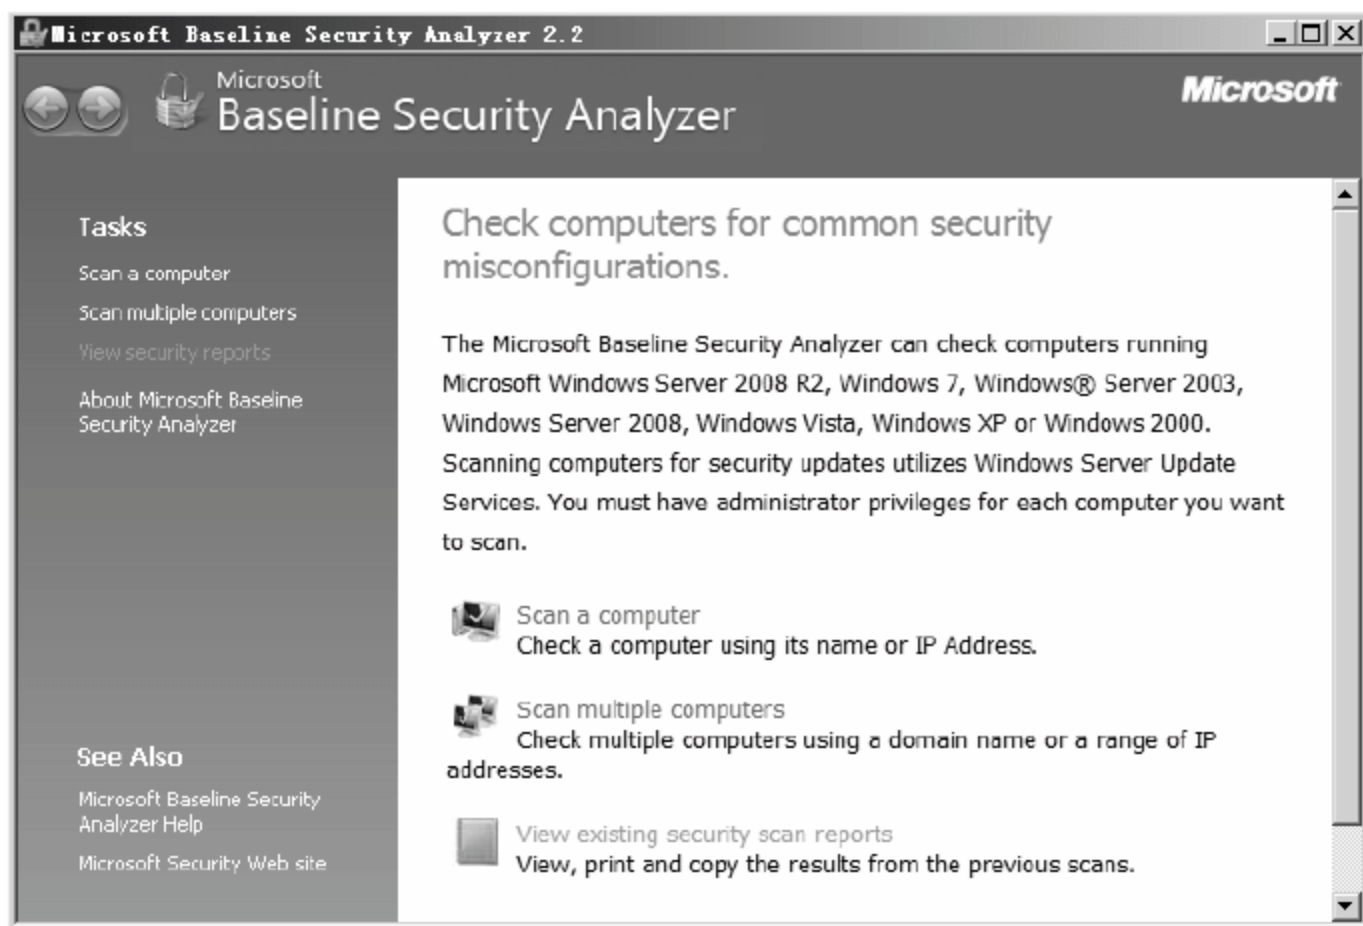 Microsoft Baseline Security Analyzer 2.2
Microsoft
Baseline Security Analyzer
Microsoft
Tasks
Scan a computer
Scan multiple computers
View security reports
About Microsoft Baseline
Security Analyzer
See Also
Microsoft Baseline Security
Analyzer Help
Microsoft Security Web site
Check computers for common security
misconfigurations.
The Microsoft Baseline Security Analyzer can check computers running
Microsoft Windows Server 2008 R2, Windows 7, Windows® Server 2003,
Windows Server 2008, Windows Vista, Windows XP or Windows 2000.
Scanning computers for security updates utilizes Windows Server Update
Services. You must have administrator privileges for each computer you want
to scan.
Scan a computer
Check a computer using its name or IP Address.
Scan multiple computers
Check multiple computers using a domain name or a range of IP
addresses.
View existing security scan reports
View, print and copy the results from the previous scans.